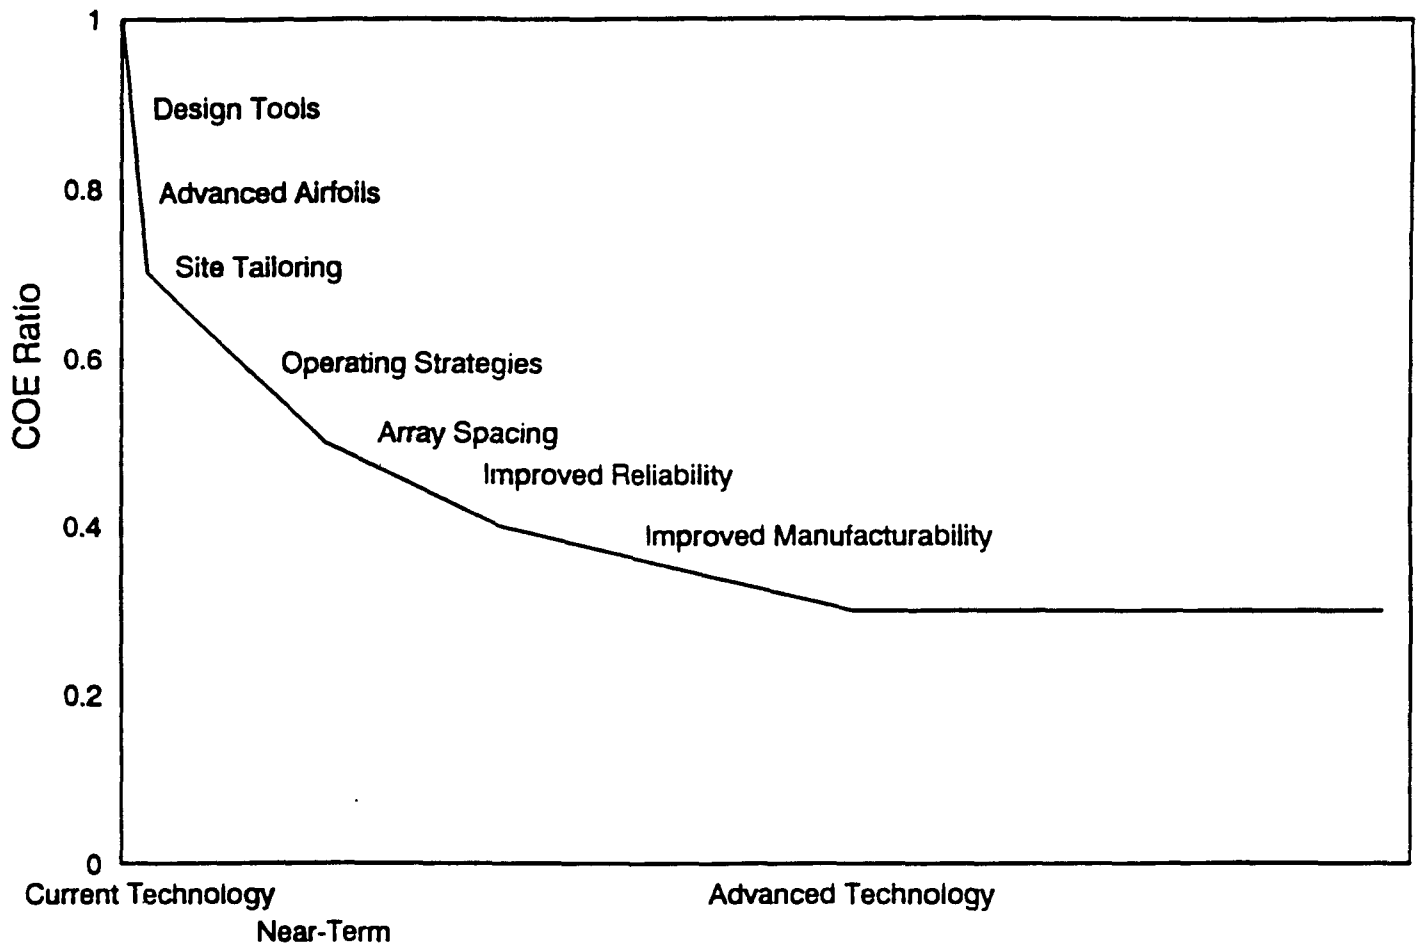 1
Design Tools
0.8
Advanced Airfoils
Site Tailoring
COE Ratio
0.6
Operating Strategies
Array Spacing
Improved Reliability
0.4
Improved Manufacturability
0.2
0
Current Technology
Advanced Technology
Near-Term